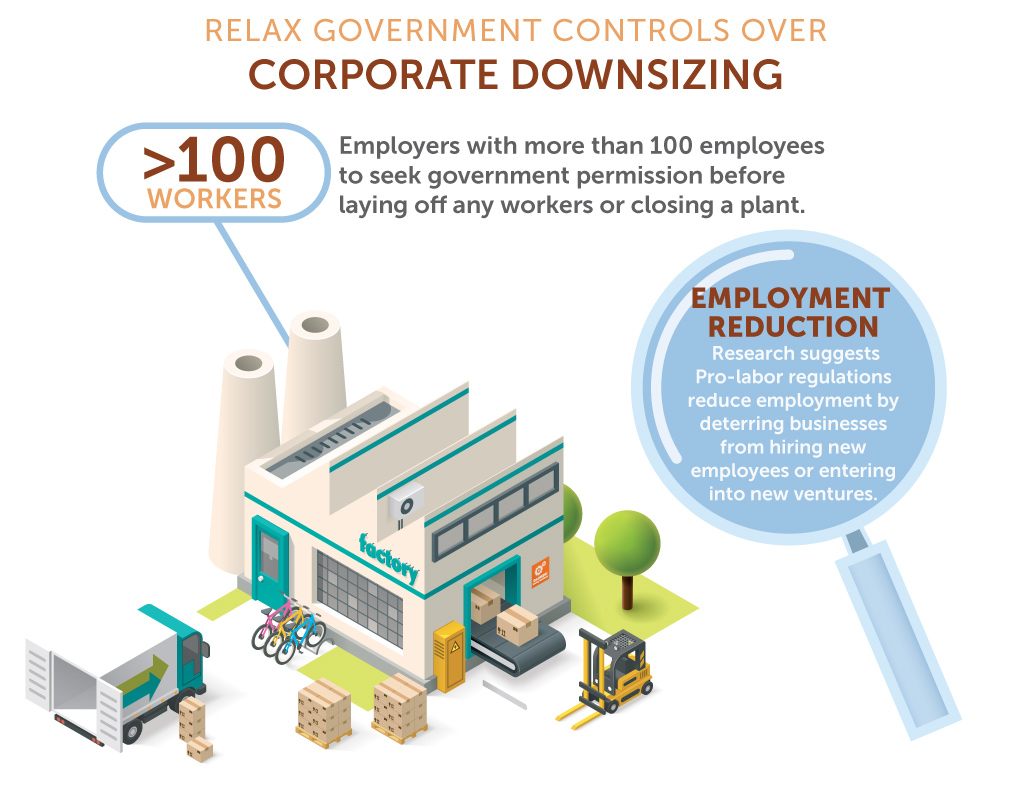 RELAX GOVERNMENT CONTROLS OVER
CORPORATE DOWNSIZING
>100
WORKERS
Employers with more than 100 employees
to seek government permission before
laying off any workers or closing a plant.
EMPLOYMENT
REDUCTION
Research suggests
Pro-labor regulations
reduce employment by
deterring businesses
from hiring new
employees or entering
into new ventures.
factory